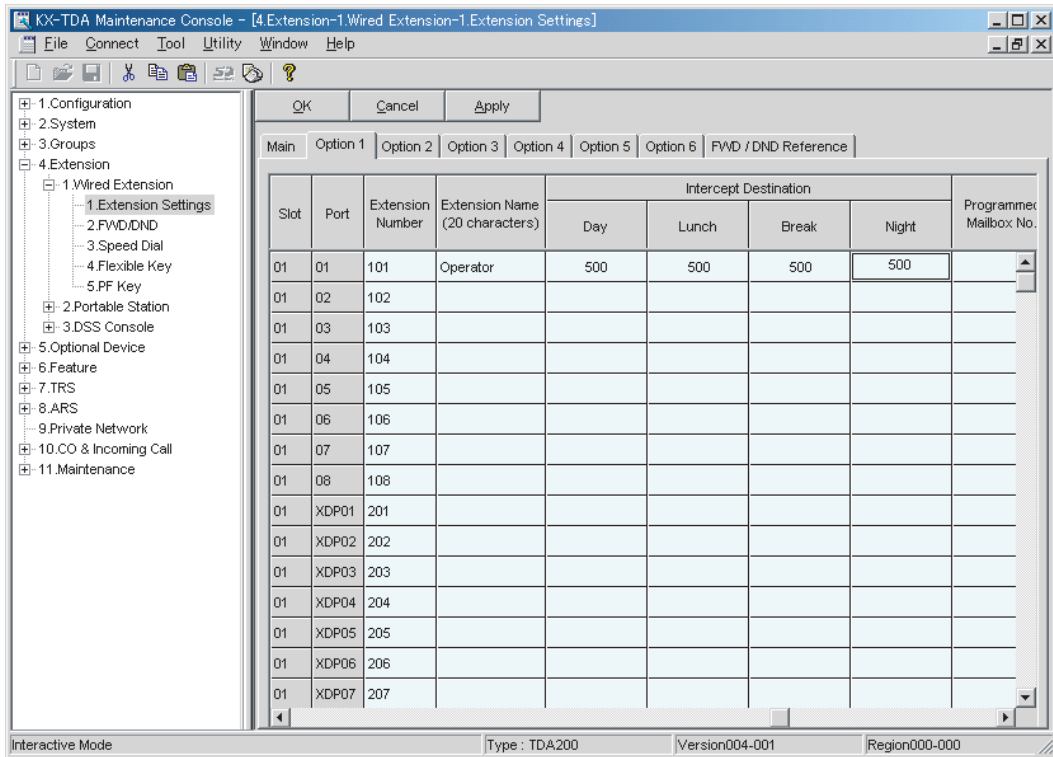 KX-TDA Maintenance Console - [4.Extension-1.Wired Extension-1.Extension Settings]
File Connect Tool Utility Window Help
1.Configuration
2.System
3.Groups
4.Extension
1.Wired Extension
1.Extension Settings
2.FWD/DND
3.Speed Dial
4.Flexible Key
5.PF Key
2.Portable Station
3.DSS Console
5.Optional Device
6.Feature
7.TRS
8.ARS
9.Private Network
10.CO & Incoming Call
11.Maintenance
OK Cancel Apply
Main Option 1 Option 2 Option 3 Option 4 Option 5 Option 6 FWD / DND Reference
Slot Port Extension Number Extension Name (20 characters) Intercept Destination Programmed Mailbox No.
Day Lunch Break Night
01 01 101 Operator 500 500 500 500
01 02 102
01 03 103
01 04 104
01 05 105
01 06 106
01 07 107
01 08 108
01 XDP01 201
01 XDP02 202
01 XDP03 203
01 XDP04 204
01 XDP05 205
01 XDP06 206
01 XDP07 207
Interactive Mode Type : TDA200 Version004-001 Region000-000